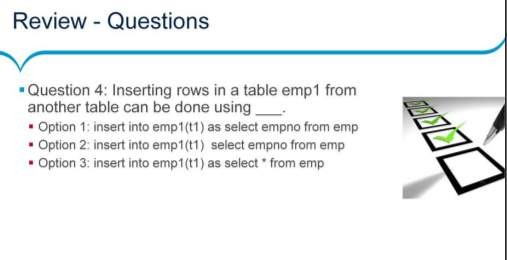 Review - Questions
Question 4: Inserting rows in a table emp1 from
another table can be done using ___.
Option 1: insert into emp1(t1) as select empno from emp
Option 2: insert into emp1(t1)  select empno from emp
Option 3: insert into emp1(t1) as select * from emp